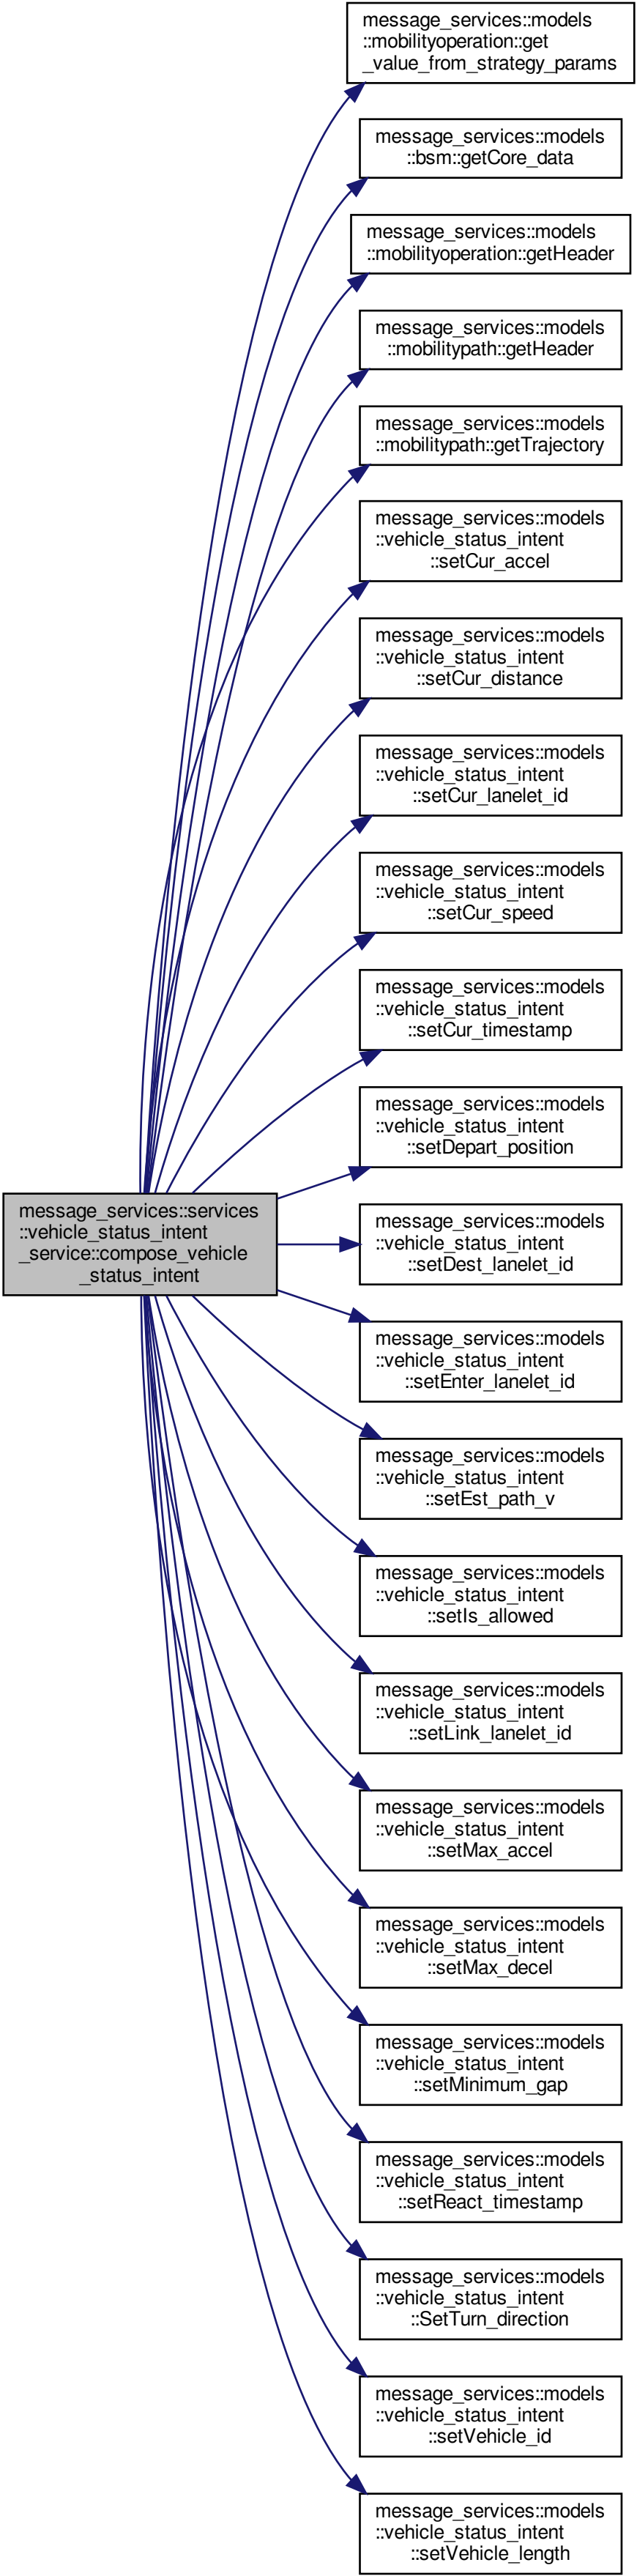 message_services::models
::mobilityoperation::get
_value_from_strategy_params
message_services::models
::bsm::getCore_data
message_services::models
::mobilityoperation::getHeader
message_services::models
::mobilitypath::getHeader
message_services::models
::mobilitypath::getTrajectory
message_services::models
::vehicle_status_intent
::setCur_accel
message_services::models
::vehicle_status_intent
::setCur_distance
message_services::models
::vehicle_status_intent
::setCur_lanelet_id
message_services::models
::vehicle_status_intent
::setCur_speed
message_services::models
::vehicle_status_intent
::setCur_timestamp
message_services::models
::vehicle_status_intent
::setDepart_position
message_services::services
::vehicle_status_intent
_service::compose_vehicle
_status_intent
message_services::models
::vehicle_status_intent
::setDest_lanelet_id
message_services::models
::vehicle_status_intent
::setEnter_lanelet_id
message_services::models
::vehicle_status_intent
::setEst_path_v
message_services::models
::vehicle_status_intent
::setIs_allowed
message_services::models
::vehicle_status_intent
::setLink_lanelet_id
message_services::models
::vehicle_status_intent
::setMax_accel
message_services::models
::vehicle_status_intent
::setMax_decel
message_services::models
::vehicle_status_intent
::setMinimum_gap
message_services::models
::vehicle_status_intent
::setReact_timestamp
message_services::models
::vehicle_status_intent
::SetTurn_direction
message_services::models
::vehicle_status_intent
::setVehicle_id
message_services::models
::vehicle_status_intent
::setVehicle_length